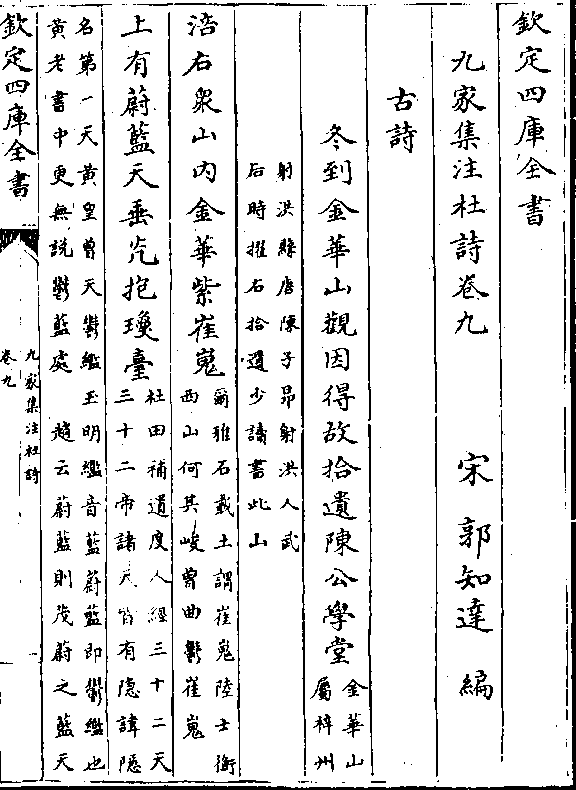 欽定四庫全書
九家集注杜詩卷九
宋 郭知達 編
古詩
冬到金華山觀因得故拾遺陳公學堂
金華山
屬梓州
射洪縣唐陳子昂射洪人武
后時擢右拾遺少讀書此山
涪右衆山内金華紫崔嵬
爾雅石戴土謂崔嵬陸士衡
西山何其峻曾曲鬱崔嵬
上有蔚藍天垂光抱瓊臺
杜田補遺度人經三十二天
三十二帝諸天皆有隠諱隠
名第一天黄皇曾天鬱繿玉明繿音藍蔚藍即鬱繿也
黄老書中更無説鬱藍處 趙云蔚藍則茂蔚之藍天
欽定四庫全書
九家集注杜詩
卷九